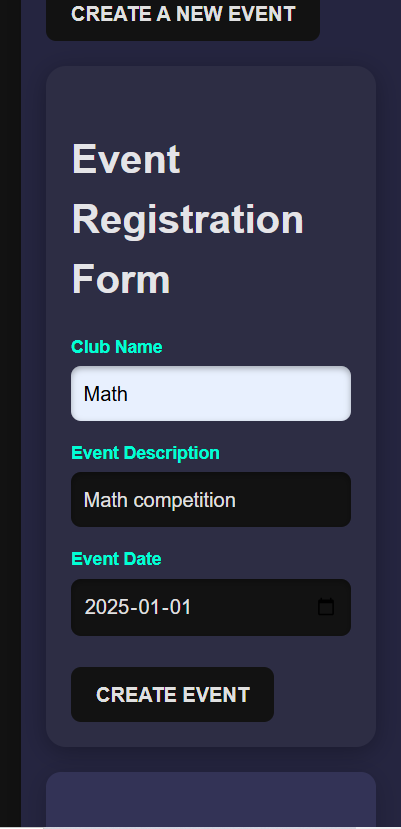 CREATE A NEW EVENT
Event
Registration
Form
Club Name
Math
Event Description
Math competition
Event Date
2025-01-01
CREATE EVENT